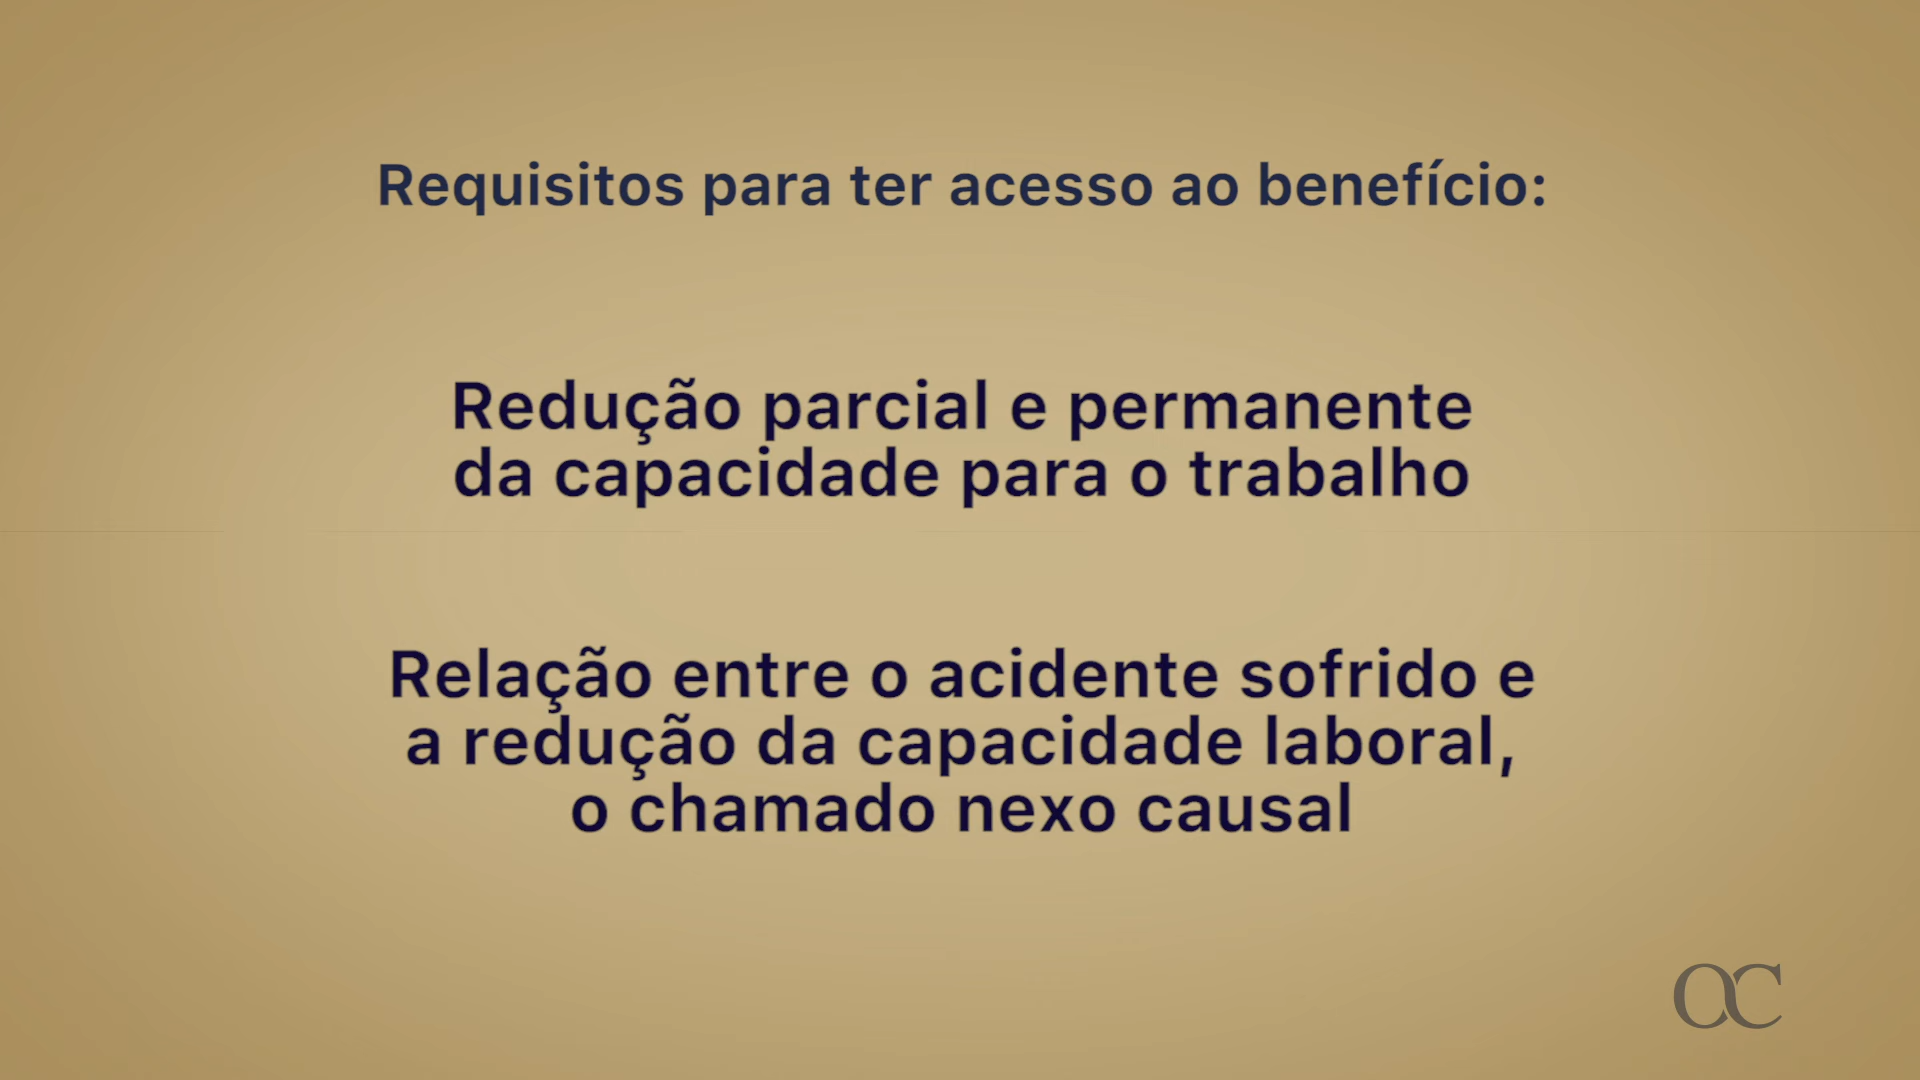 Requisitos para ter acesso ao benefício:
Redução parcial e permanente
da capacidade para o trabalho
Relação entre o acidente sofrido e
a redução da capacidade laboral,
o chamado nexo causal
OC